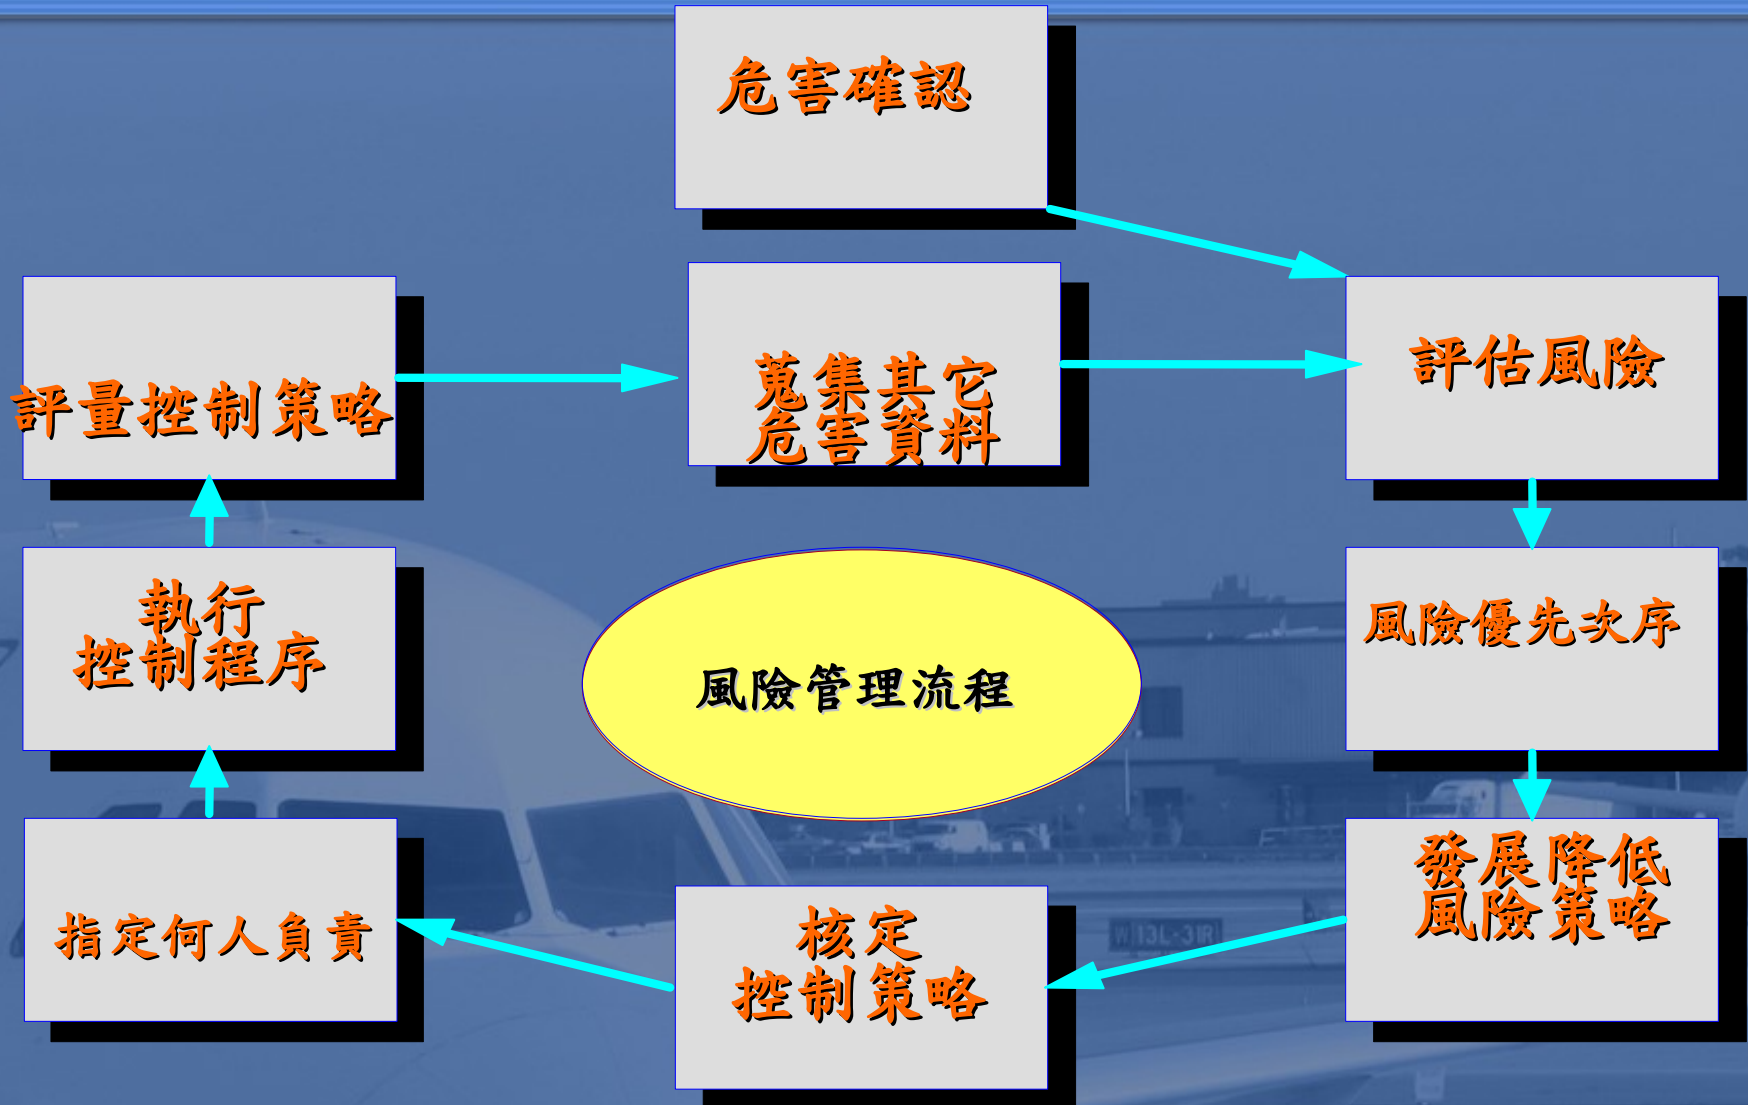 危害確認
評量控制策略
蒐集其它
危害資料
評估風險
執行
控制程序
風險管理流程
風險優先次序
指定何人負責
核定
控制策略
發展降低
風險策略
W 13L-31R